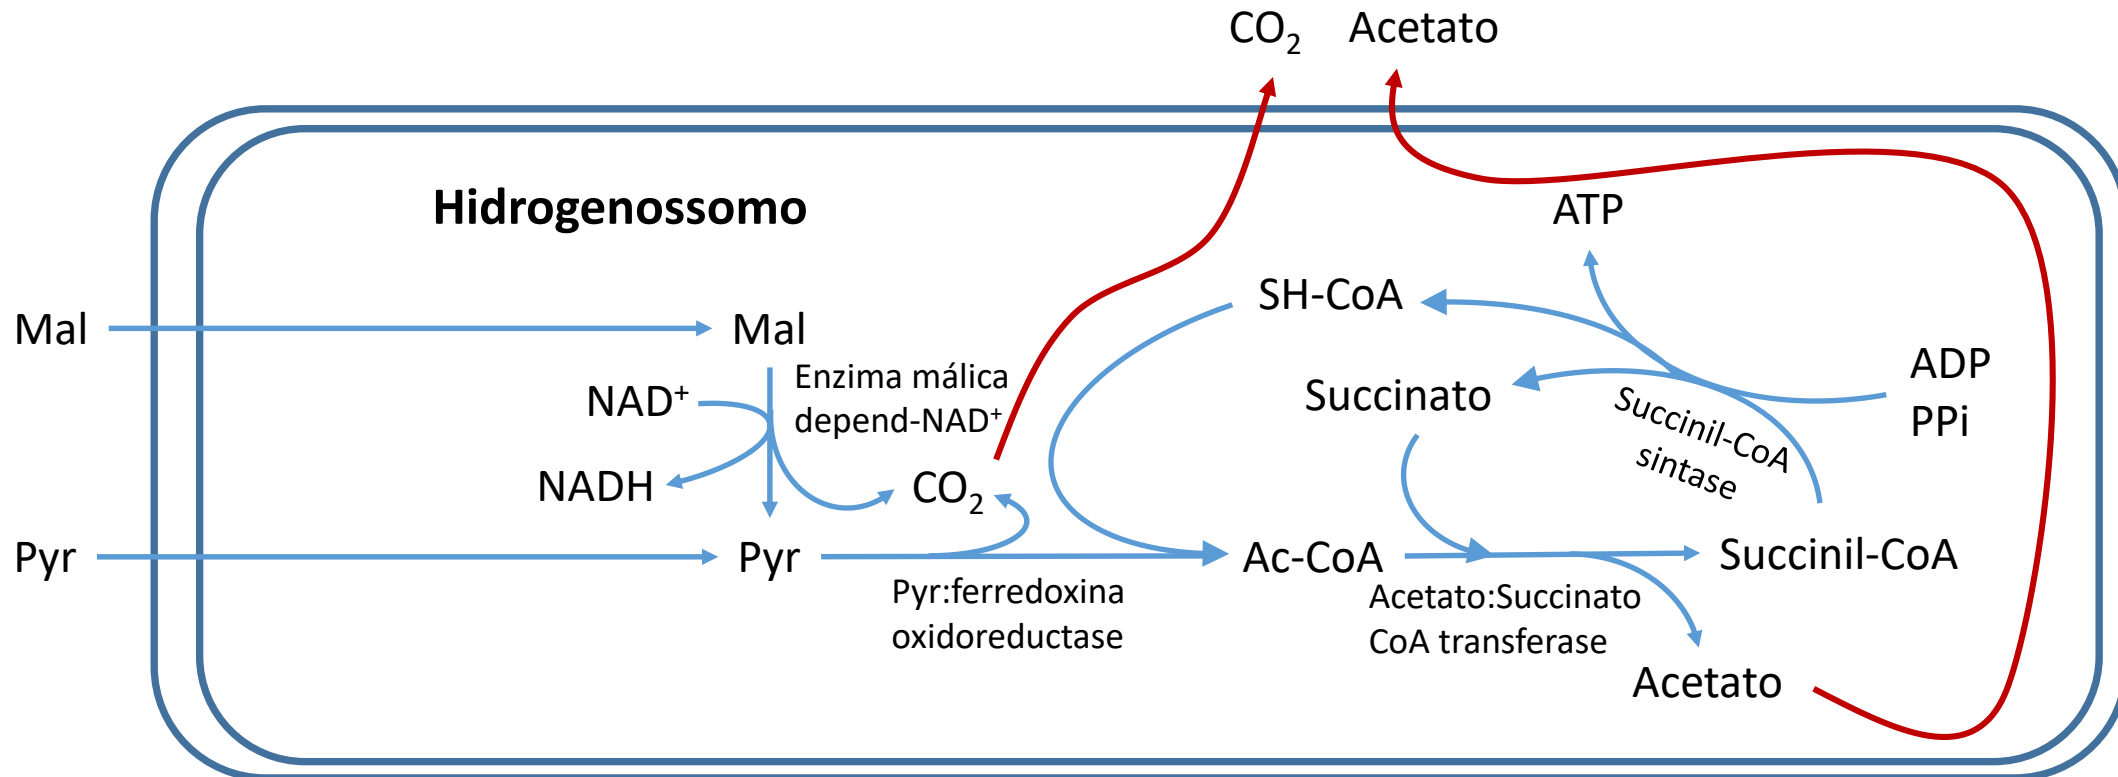 CO₂ Acetato
Hidrogenossomo
ATP
SH-CoA
Mal
Mal
Enzima málica
depend-NAD⁺
NAD⁺
NADH
CO₂
Succinato
ADP
PPi
Succinil-CoA
sintase
Pyr
Pyr
Ac-CoA
Succinil-CoA
Pyr:ferredoxina
oxidoreductase
Acetato:Succinato
CoA transferase
Acetato